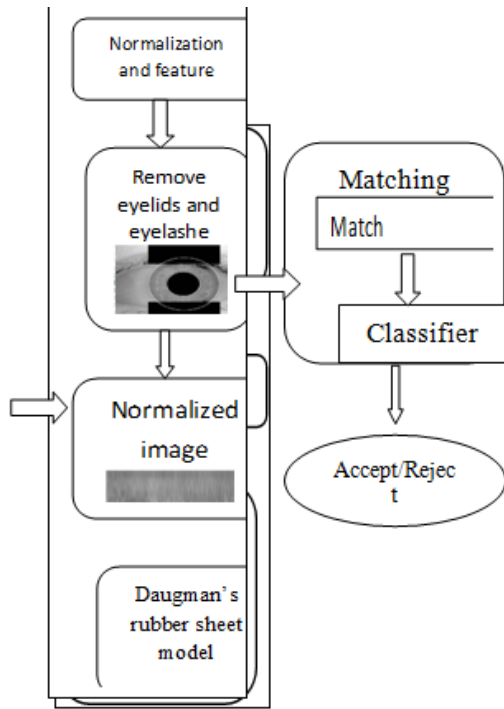 Normalization
and feature
Remove
eyelids and
eyelashe
Normalized
image
Daugman's
rubber sheet
model
Matching
Match
Classifier
Accept/Rejec
t